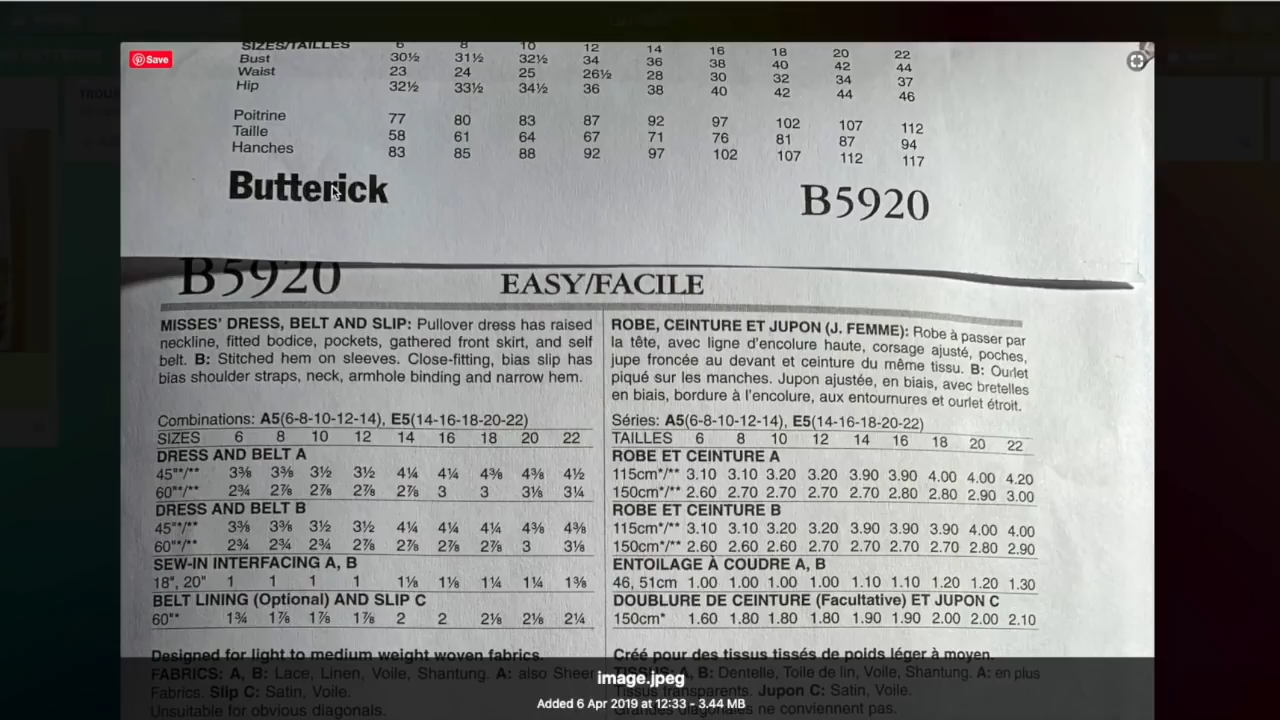 Save
SIZES/TAILLES 6 8 10 12 14 16 18 20 22
Bust 30½ 31½ 32½ 34 36 38 40 42 44
Waist 23 24 25 26½ 28 30 32 34 37
Hip 32½ 33½ 34½ 36 38 40 42 44 46
Poitrine 77 80 83 87 92 97 102 107 112
Taille 58 61 64 67 71 76 81 87 94
Hanches 83 85 88 92 97 102 107 112 117
Butterick B5920
B5920 EASY/FACILE
MISSES' DRESS, BELT AND SLIP: Pullover dress has raised
neckline, fitted bodice, pockets, gathered front skirt, and self
belt. B: Stitched hem on sleeves. Close-fitting, bias slip has
bias shoulder straps, neck, armhole binding and narrow hem.
Combinations: A5(6-8-10-12-14), E5(14-16-18-20-22)
SIZES 6 8 10 12 14 16 18 20 22
DRESS AND BELT A
45"*/** 3⅜ 3⅜ 3½ 3½ 4¼ 4¼ 4⅜ 4⅜ 4½
60"*/** 2¾ 2⅞ 2⅞ 2⅞ 2⅞ 3 3 3⅛ 3¼
DRESS AND BELT B
45"*/** 3⅜ 3⅜ 3½ 3½ 4¼ 4¼ 4¼ 4⅜ 4⅜
60"*/** 2¾ 2¾ 2¾ 2⅞ 2⅞ 2⅞ 2⅞ 3 3⅛
SEW-IN INTERFACING A, B
18", 20" 1 1 1 1 1⅛ 1⅛ 1¼ 1¼ 1⅜
BELT LINING (Optional) AND SLIP C
60"* 1¾ 1⅞ 1⅞ 1⅞ 2 2 2⅛ 2⅛ 2¼
Designed for light to medium weight woven fabrics.
FABRICS: A, B: Lace, Linen, Voile, Shantung. A: also Sheer
Fabrics. Slip C: Satin, Voile.
Unsuitable for obvious diagonals.
ROBE, CEINTURE ET JUPON (J. FEMME): Robe à passer par
la tête, avec ligne d'encolure haute, corsage ajusté, poches,
jupe froncée au devant et ceinture du même tissu. B: Ourlet
piqué sur les manches. Jupon ajustée, en biais, avec bretelles
en biais, bordure à l'encolure, aux entournures et ourlet étroit.
Séries: A5(6-8-10-12-14), E5(14-16-18-20-22)
TAILLES 6 8 10 12 14 16 18 20 22
ROBE ET CEINTURE A
115cm*/** 3.10 3.10 3.20 3.20 3.90 3.90 4.00 4.00 4.20
150cm*/** 2.60 2.70 2.70 2.70 2.70 2.80 2.80 2.90 3.00
ROBE ET CEINTURE B
115cm*/** 3.10 3.10 3.20 3.20 3.90 3.90 3.90 4.00 4.00
150cm*/** 2.60 2.60 2.60 2.70 2.70 2.70 2.70 2.80 2.90
ENTOILAGE À COUDRE A, B
46, 51cm 1.00 1.00 1.00 1.00 1.10 1.10 1.20 1.20 1.30
DOUBLURE DE CEINTURE (Facultative) ET JUPON C
150cm* 1.60 1.80 1.80 1.80 1.90 1.90 2.00 2.00 2.10
Créé pour des tissus tissés de poids léger à moyen.
TISSUS: A, B: Dentelle, Toile de lin, Voile, Shantung. A: en plus
Tissus transparents. Jupon C: Satin, Voile.
Grandes diagonales ne conviennent pas.
image.jpeg
Added 6 Apr 2019 at 12:33 - 3.44 MB